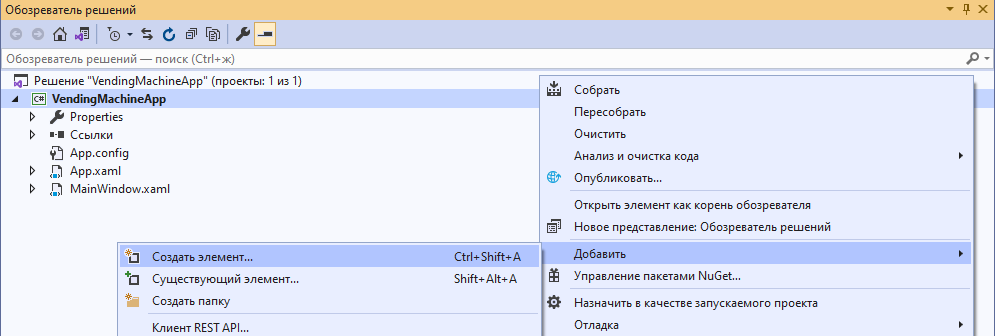 Обозреватель решений
Обозреватель решений — поиск (Ctrl+ж)
Решение "VendingMachineApp" (проекты: 1 из 1)
VendingMachineApp
Properties
Ссылки
App.config
App.xaml
MainWindow.xaml
Собрать
Пересобрать
Очистить
Анализ и очистка кода
Опубликовать...
Открыть элемент как корень обозревателя
Новое представление: Обозреватель решений
Добавить
Управление пакетами NuGet...
Назначить в качестве запускаемого проекта
Отладка
Создать элемент... Ctrl+Shift+A
Существующий элемент... Shift+Alt+A
Создать папку
Клиент REST API...